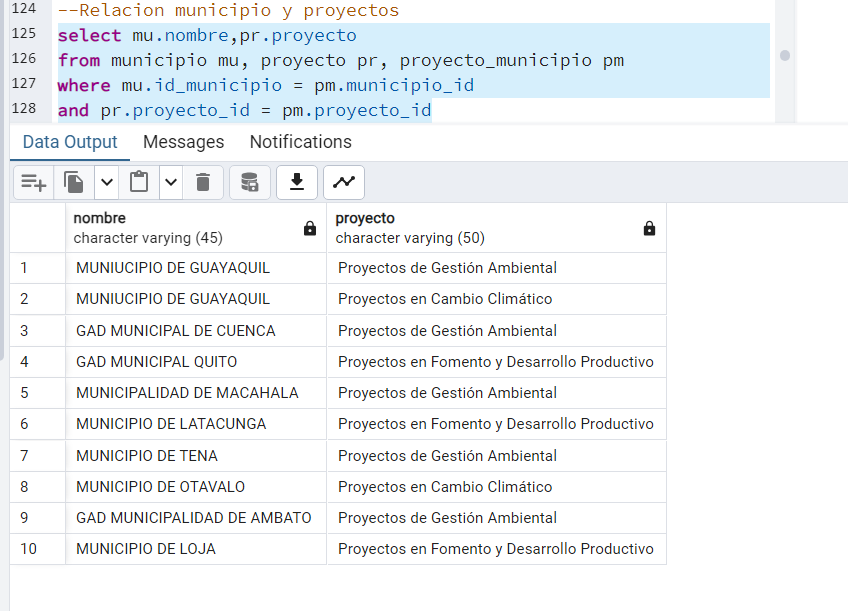 124 --Relacion municipio y proyectos
125 select mu.nombre,pr.proyecto
126 from municipio mu, proyecto pr, proyecto_municipio pm
127 where mu.id_municipio = pm.municipio_id
128 and pr.proyecto_id = pm.proyecto_id
Data Output Messages Notifications
nombre proyecto
character varying (45) character varying (50)
1 MUNIUCIPIO DE GUAYAQUIL Proyectos de Gestión Ambiental
2 MUNIUCIPIO DE GUAYAQUIL Proyectos en Cambio Climático
3 GAD MUNICIPAL DE CUENCA Proyectos de Gestión Ambiental
4 GAD MUNICIPAL QUITO Proyectos en Fomento y Desarrollo Productivo
5 MUNICIPALIDAD DE MACAHALA Proyectos de Gestión Ambiental
6 MUNICIPIO DE LATACUNGA Proyectos en Fomento y Desarrollo Productivo
7 MUNICIPIO DE TENA Proyectos de Gestión Ambiental
8 MUNICIPIO DE OTAVALO Proyectos en Cambio Climático
9 GAD MUNICIPALIDAD DE AMBATO Proyectos de Gestión Ambiental
10 MUNICIPIO DE LOJA Proyectos en Fomento y Desarrollo Productivo